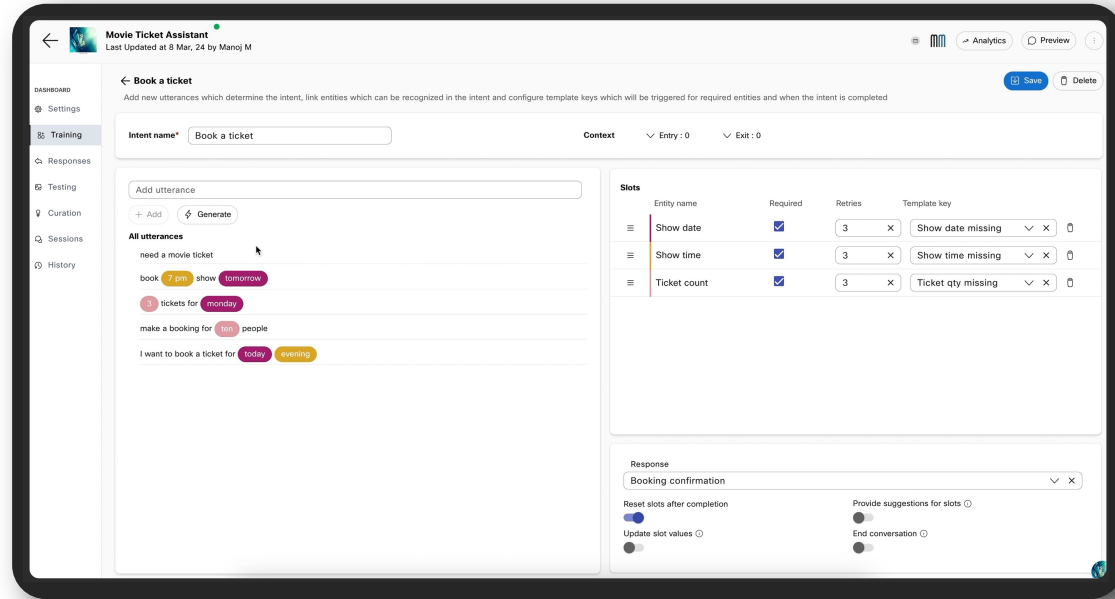 Movie Ticket Assistant
Last Updated at 8 Mar, 24 by Manoj M
Analytics
Preview
DASHBOARD
Settings
Training
Responses
Testing
Curation
Sessions
History
Book a ticket
Add new utterances which determine the intent, link entities which can be recognized in the intent and configure template keys which will be triggered for required entities and when the intent is completed
Save
Delete
Intent name*
Book a ticket
Context
Entry : 0
Exit : 0
Add utterance
+ Add
Generate
All utterances
need a movie ticket
book 7 pm show tomorrow
3 tickets for monday
make a booking for ten people
I want to book a ticket for today evening
Slots
Entity name Required Retries Template key
Show date 3 Show date missing
Show time 3 Show time missing
Ticket count 3 Ticket qty missing
Response
Booking confirmation
Reset slots after completion
Provide suggestions for slots
Update slot values
End conversation